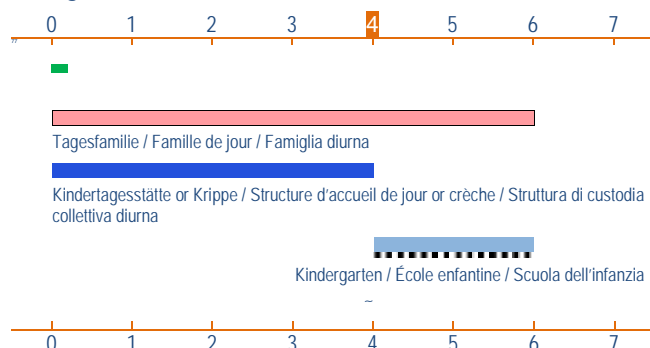 0 1 2 3 4 5 6 7
Tagesfamilie / Famille de jour / Famiglia diurna
Kindertagesstätte or Krippe / Structure d'accueil de jour or crèche / Struttura di custodia
collettiva diurna
Kindergarten / École enfantine / Scuola dell'infanzia
~
0 1 2 3 4 5 6 7